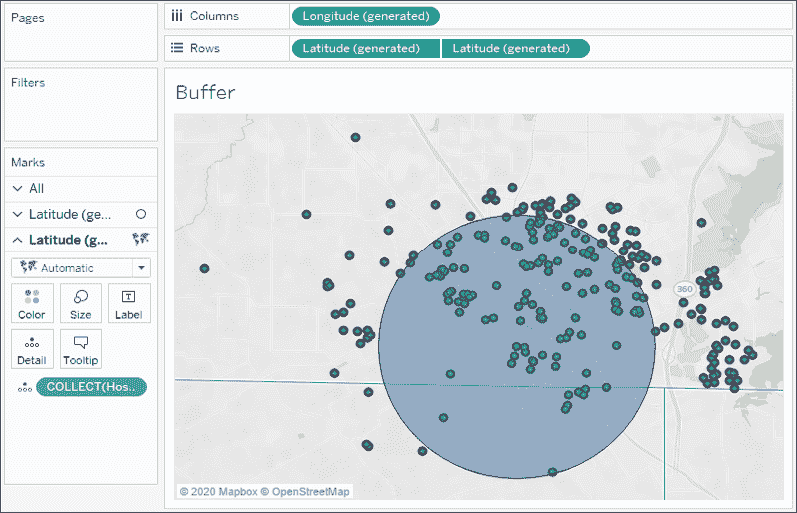 Pages
Columns
Longitude (generated)
Rows
Latitude (generated)
Latitude (generated)
Filters
Buffer
Marks
All
Latitude (ge...
Latitude (g...
Automatic
Color
Size
Label
Detail
Tooltip
COLLECT(Hos..
360
© 2020 Mapbox © OpenStreetMap